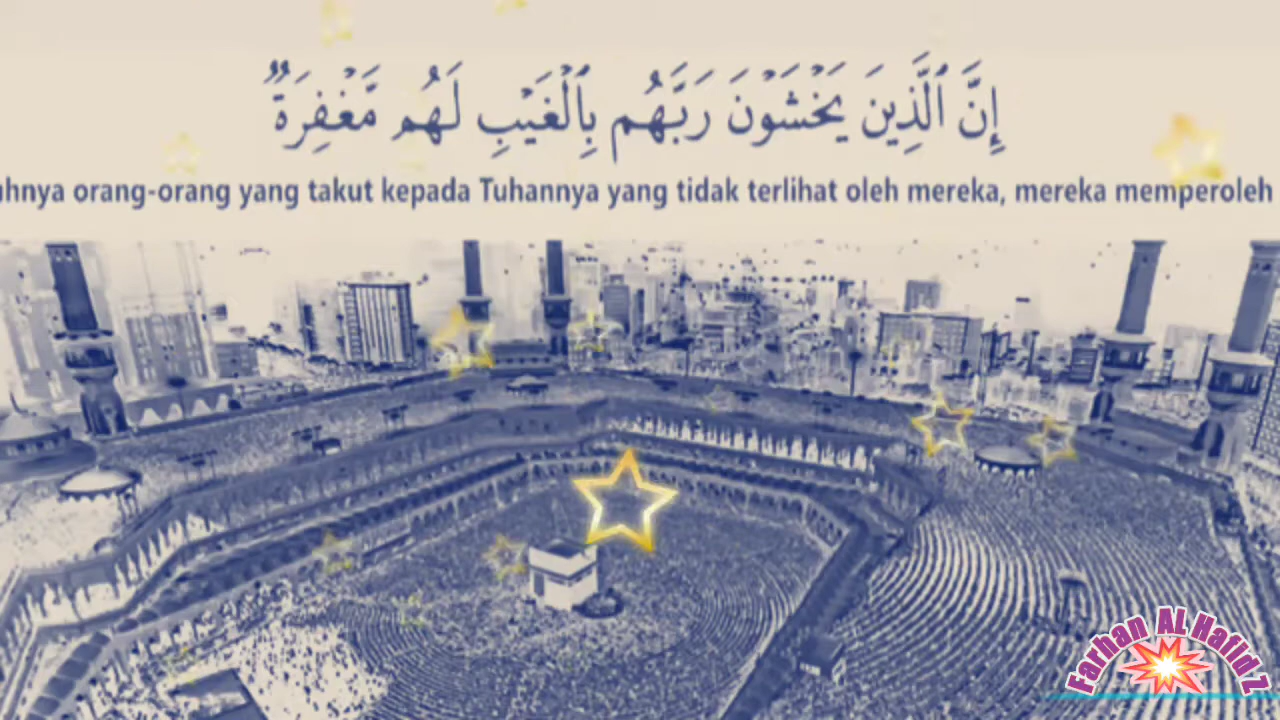 إِنَّ ٱلَّذِينَ يَخْشَوْنَ رَبَّهُم بِٱلْغَيْبِ لَهُم مَّغْفِرَةٌ
orang-orang yang takut kepada Tuhannya yang tidak terlihat oleh mereka, mereka memperoleh
Farhan AL HafidZ